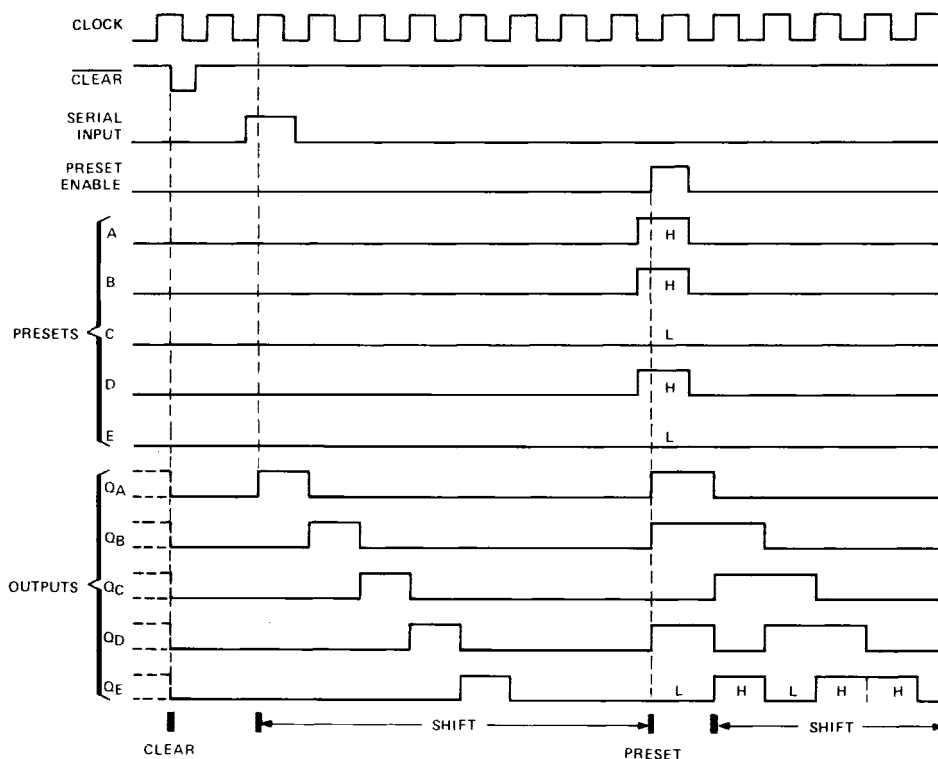 CLOCK
CLEAR
SERIAL
INPUT
PRESET
ENABLE
A H
B H
PRESETS C L
D H
E L
QA
QB
OUTPUTS QC
QD
QE L H L H H
SHIFT SHIFT
CLEAR PRESET